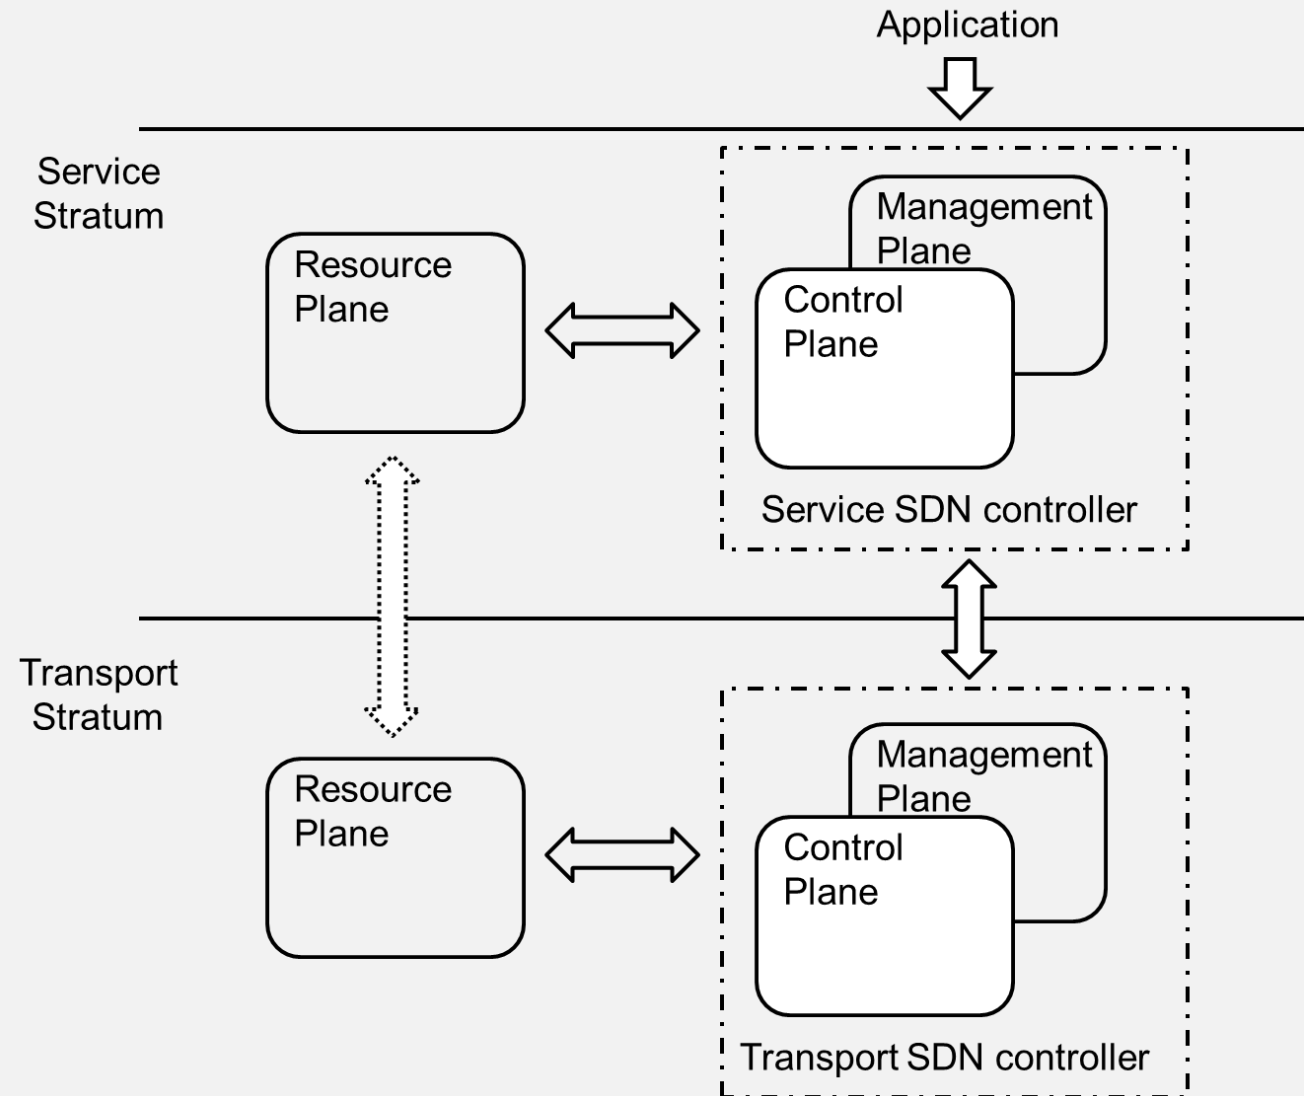 Application
Service
Stratum
Resource
Plane
Management
Plane
Control
Plane
Service SDN controller
Transport
Stratum
Resource
Plane
Management
Plane
Control
Plane
Transport SDN controller